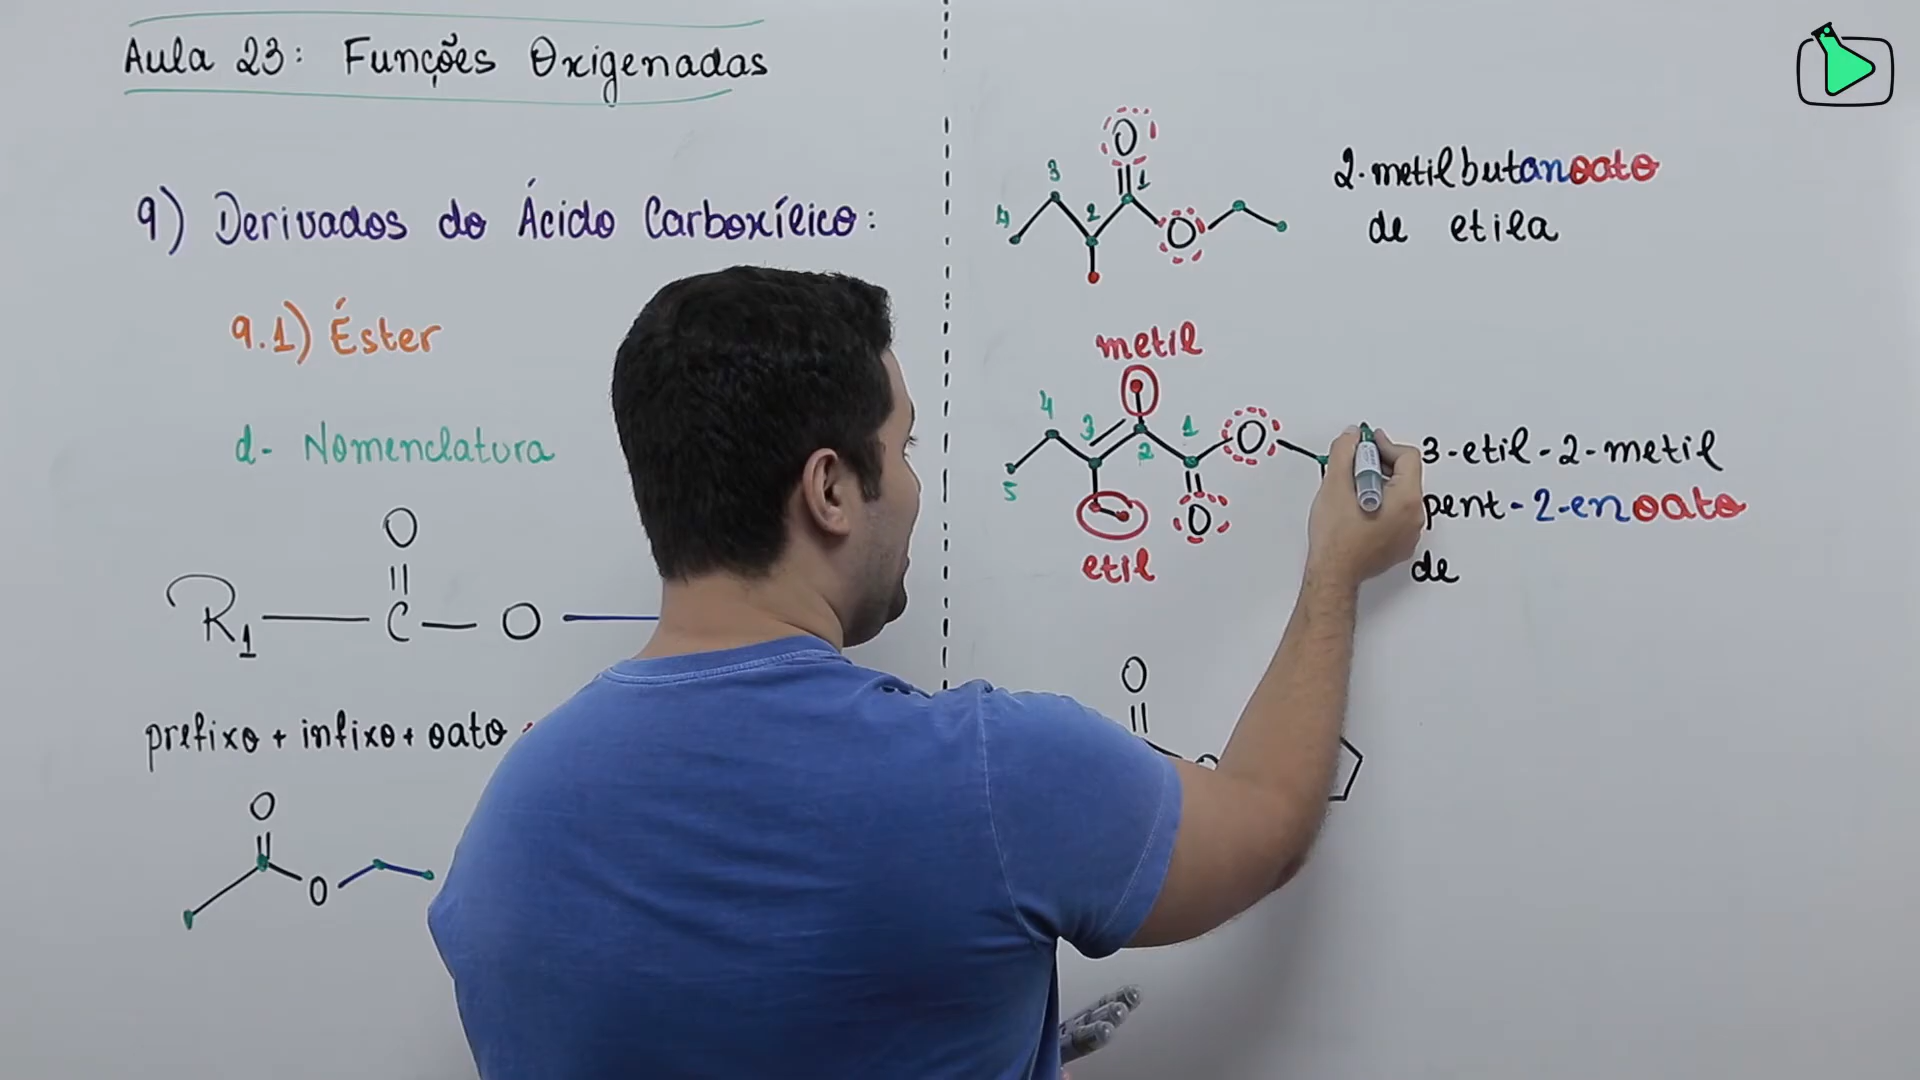 Aula 23: Funções Oxigenadas
9) Derivados do Ácido Carboxílico:
9.1) Éster
d- Nomenclatura
O
R1 C O
prefixo + infixo + oato
O
O
O
1
3
2
4
O
2-metilbutanoato
de etila
metil
4
3
1
O
2
5
O
etil
3-etil-2-metil
pent-2-enoato
de
O